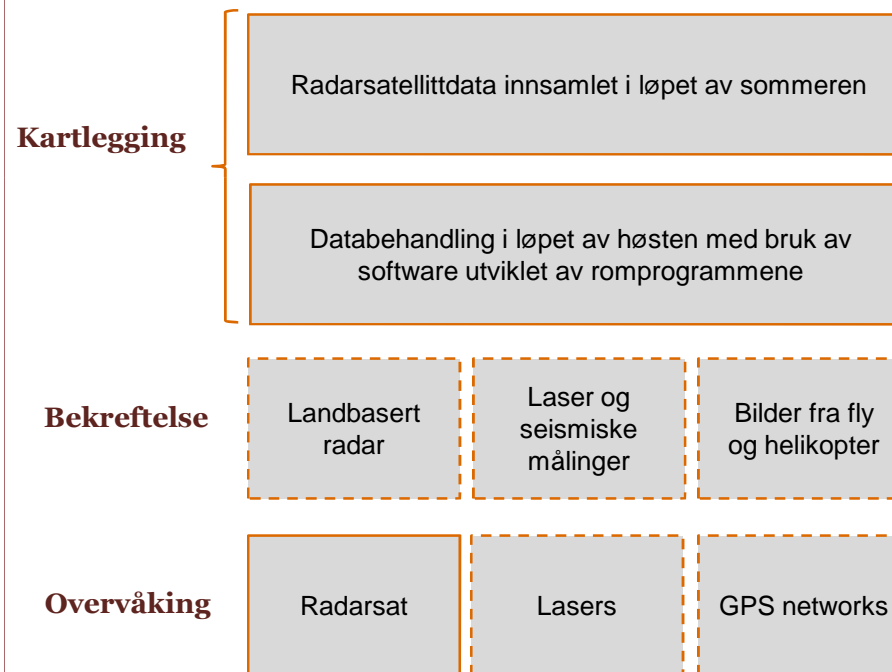 Kartlegging
Radarsatellittdata innsamlet i løpet av sommeren
Databehandling i løpet av høsten med bruk av
software utviklet av romprogrammene
Bekreftelse
Landbasert
radar
Laser og
seismiske
målinger
Bilder fra fly
og helikopter
Overvåking
Radarsat
Lasers
GPS networks